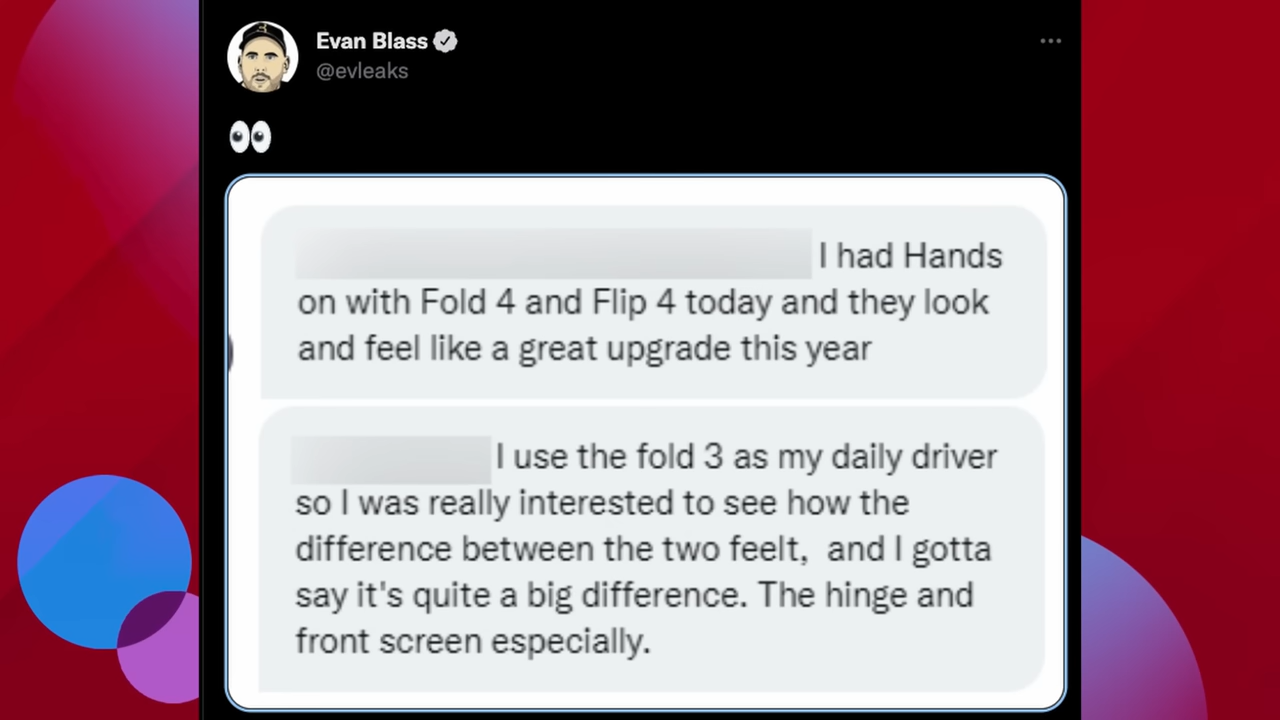 Evan Blass
@evleaks
I had Hands
on with Fold 4 and Flip 4 today and they look
and feel like a great upgrade this year
I use the fold 3 as my daily driver
so I was really interested to see how the
difference between the two feelt,  and I gotta
say it's quite a big difference. The hinge and
front screen especially.